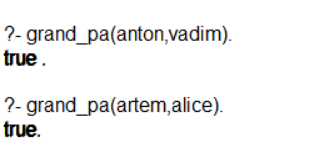 ?- grand_pa(anton,vadim).
true .
?- grand_pa(artem,alice).
true.